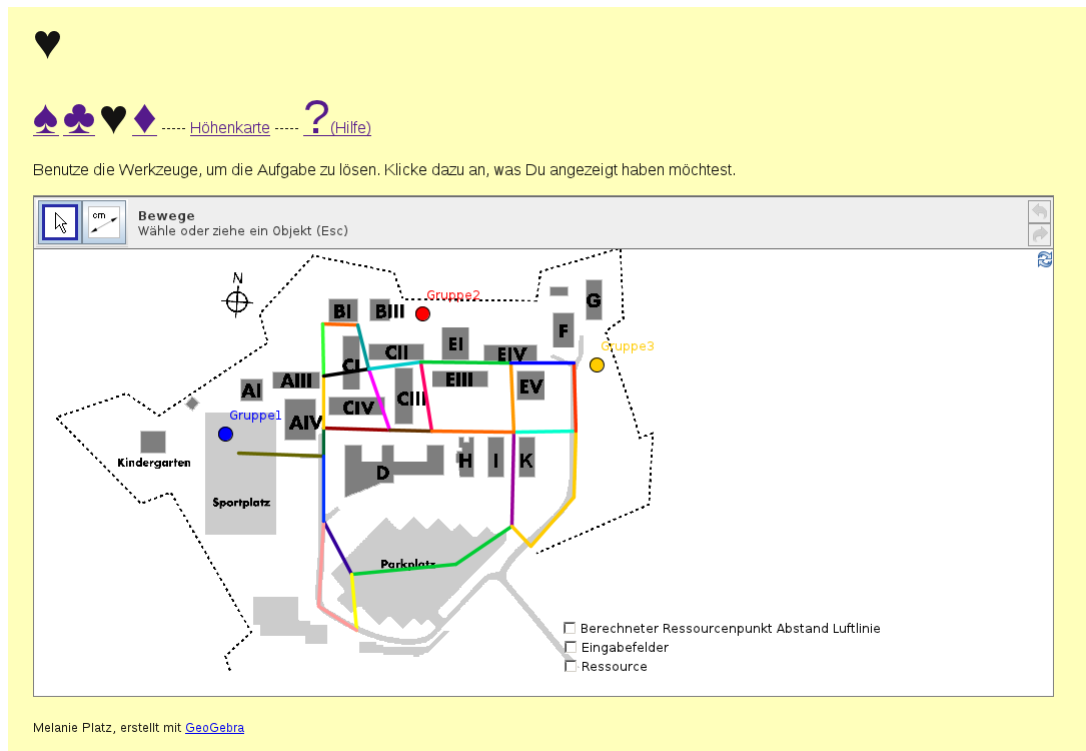 ♥
♠ ♣ ♥ ♦ ----- Höhenkarte ----- ?(Hilfe)
Benutze die Werkzeuge, um die Aufgabe zu lösen. Klicke dazu an, was Du angezeigt haben möchtest.
cm
Bewege
Wähle oder ziehe ein Objekt (Esc)
N
Gruppe2
G
BI
BIII
F
EI
Gruppe3
CII
EIV
CI
AIII
EIII
EV
AI
CIII
CIV
Gruppe1
AIV
Kindergarten
D
H
I
K
Sportplatz
Parkplatz
Berechneter Ressourcenpunkt Abstand Luftlinie
Eingabefelder
Ressource
Melanie Platz, erstellt mit GeoGebra